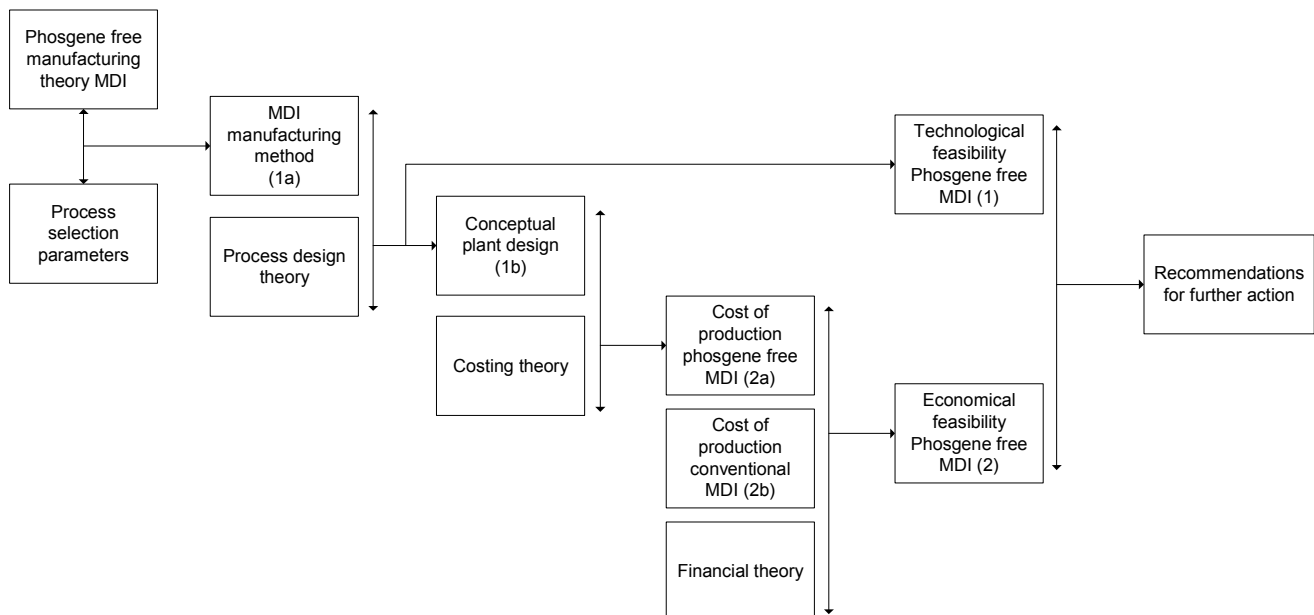 Phosgene free
manufacturing
theory MDI
Process
selection
parameters
MDI
manufacturing
method
(1a)
Process design
theory
Conceptual
plant design
(1b)
Costing theory
Cost of
production
phosgene free
MDI (2a)
Cost of
production
conventional
MDI (2b)
Financial theory
Technological
feasibility
Phosgene free
MDI (1)
Economical
feasibility
Phosgene free
MDI (2)
Recommendations
for further action